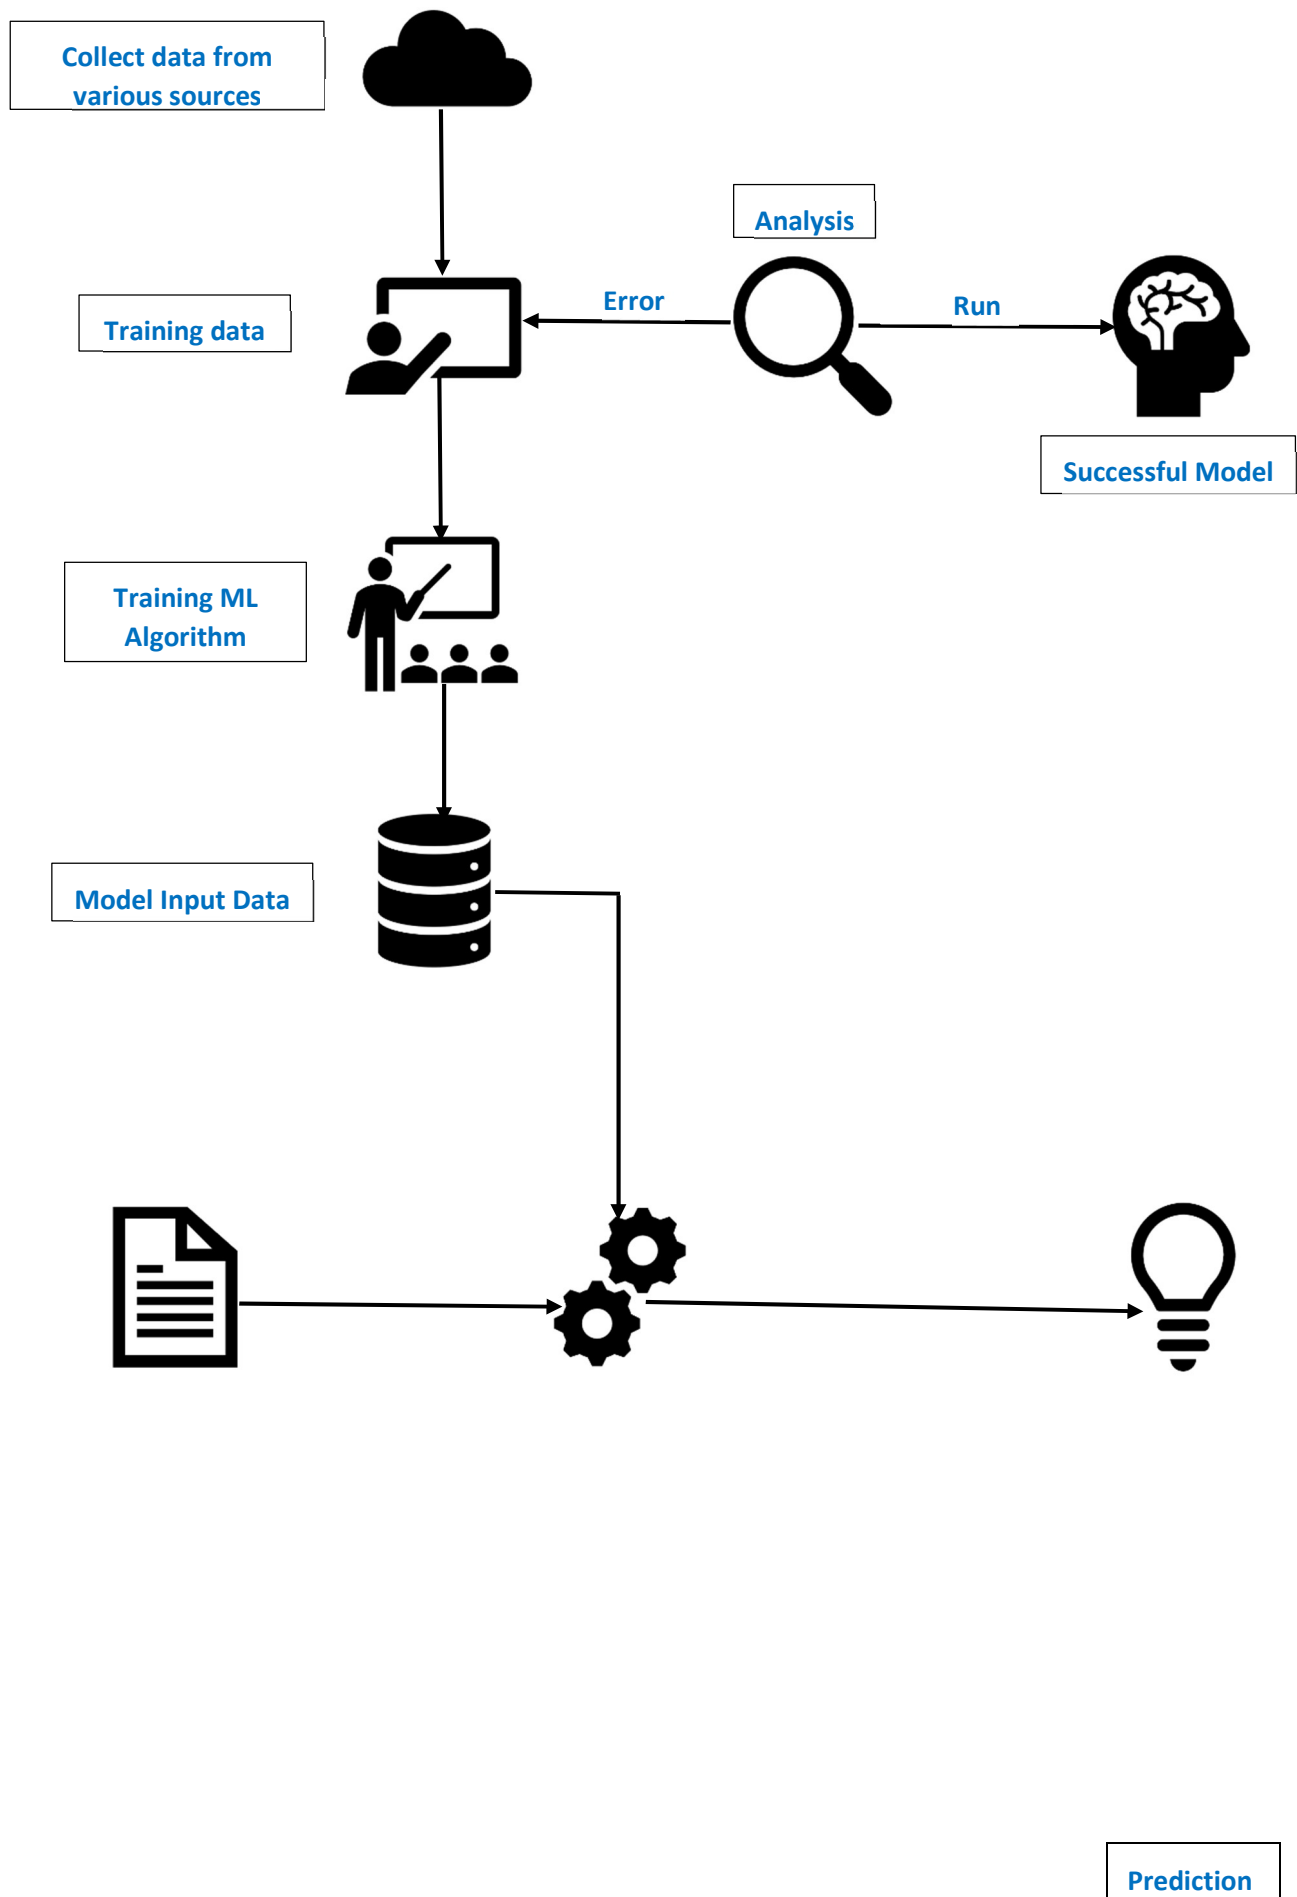 Collect data from
various sources
Analysis
Error
Run
Training data
Successful Model
Training ML
Algorithm
Model Input Data
Prediction